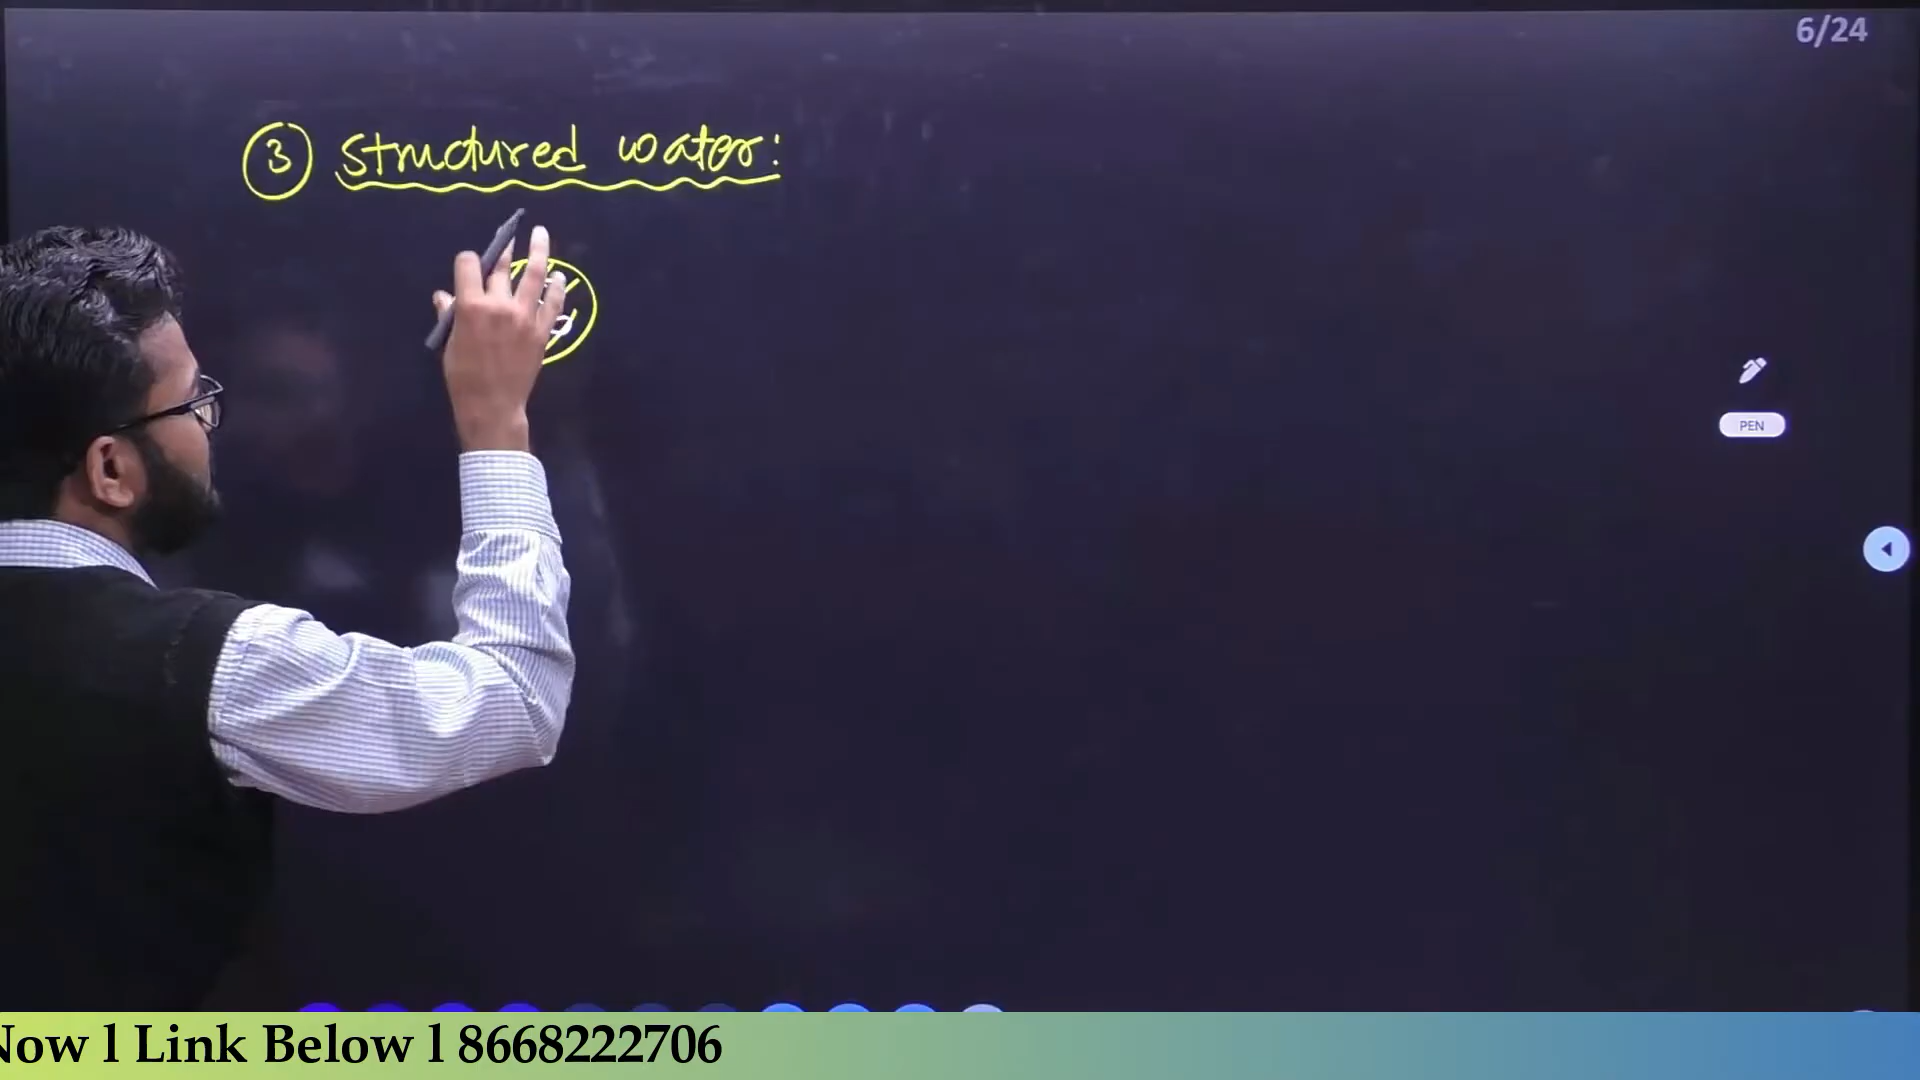 6/24
③ Structured water:
PEN
Now l Link Below l 8668222706